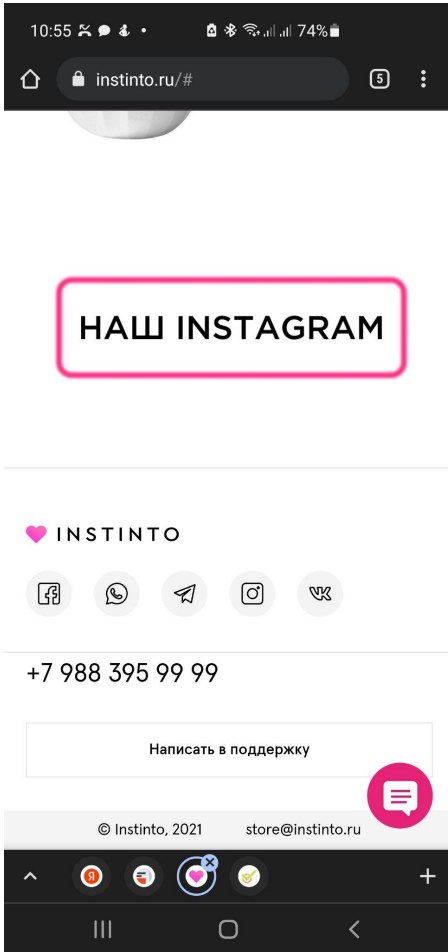 10:55
74%
instinto.ru/#
5
НАШ INSTAGRAM
INSTINTO
+7 988 395 99 99
Написать в поддержку
© Instinto, 2021 store@instinto.ru
Я